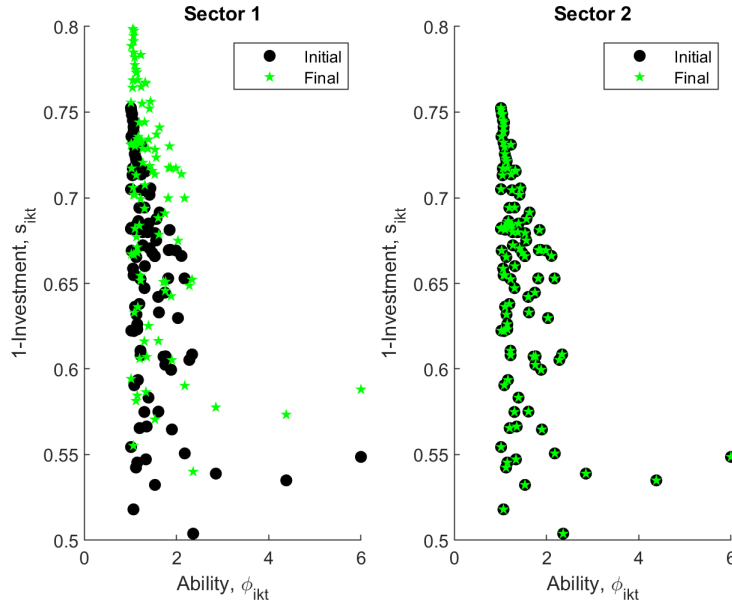 Sector 1
Initial
Final
0.8
0.75
0.7
0.65
0.6
0.55
0.5
1-Investment, s_ikt
0
2
4
6
Ability, ϕ_ikt
Sector 2
Initial
Final
0.8
0.75
0.7
0.65
0.6
0.55
0.5
1-Investment, s_ikt
0
2
4
6
Ability, ϕ_ikt